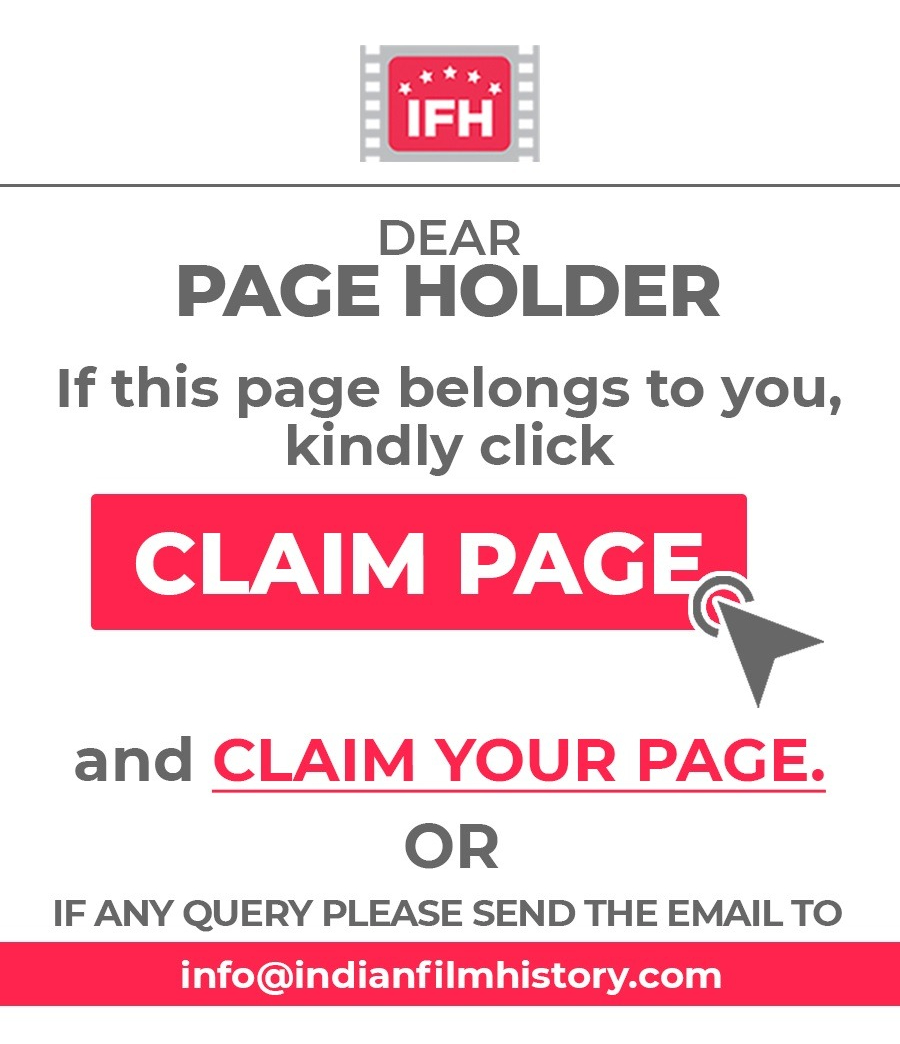 IFH
DEAR
PAGE HOLDER
If this page belongs to you,
kindly click
CLAIM PAGE
and CLAIM YOUR PAGE.
OR
IF ANY QUERY PLEASE SEND THE EMAIL TO
info@indianfilmhistory.com